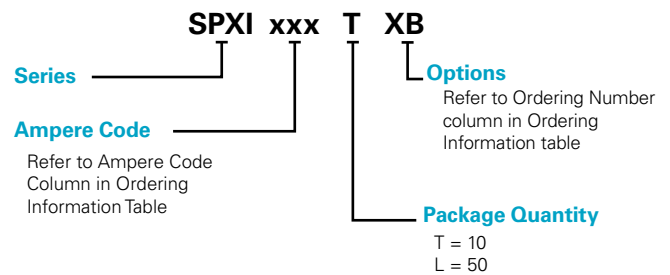 SPXI xxx T XB
Series
Options
Refer to Ordering Number
column in Ordering
Information table
Ampere Code
Refer to Ampere Code
Column in Ordering
Information Table
Package Quantity
T = 10
L = 50